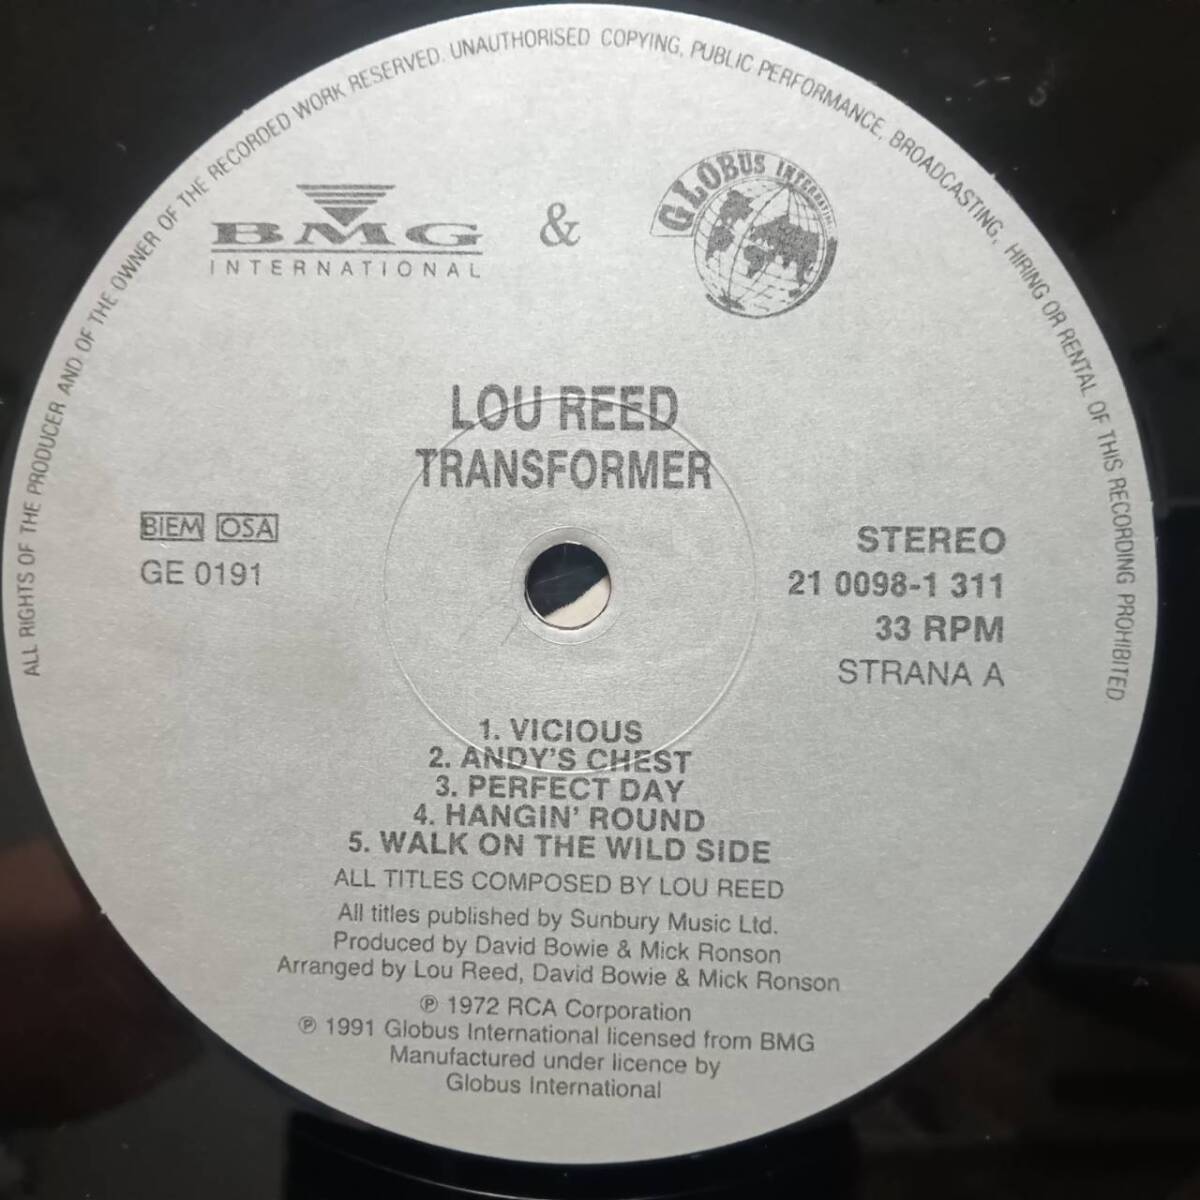 ALL RIGHTS OF THE PRODUCER AND OF THE OWNER OF THE RECORDED WORK RESERVED. UNAUTHORISED COPYING, PUBLIC PERFORMANCE, BROADCASTING, HIRING OR RENTAL OF THIS RECORDING PROHIBITED.
BMG
INTERNATIONAL
&
GLOBUS INTERNATIONAL
LOU REED
TRANSFORMER
BIEM OSA
GE 0191
STEREO
21 0098-1 311
33 RPM
STRANA A
1. VICIOUS
2. ANDY'S CHEST
3. PERFECT DAY
4. HANGIN' ROUND
5. WALK ON THE WILD SIDE
ALL TITLES COMPOSED BY LOU REED
All titles published by Sunbury Music Ltd.
Produced by David Bowie & Mick Ronson
Arranged by Lou Reed, David Bowie & Mick Ronson
℗ 1972 RCA Corporation
℗ 1991 Globus International licensed from BMG
Manufactured under licence by
Globus International